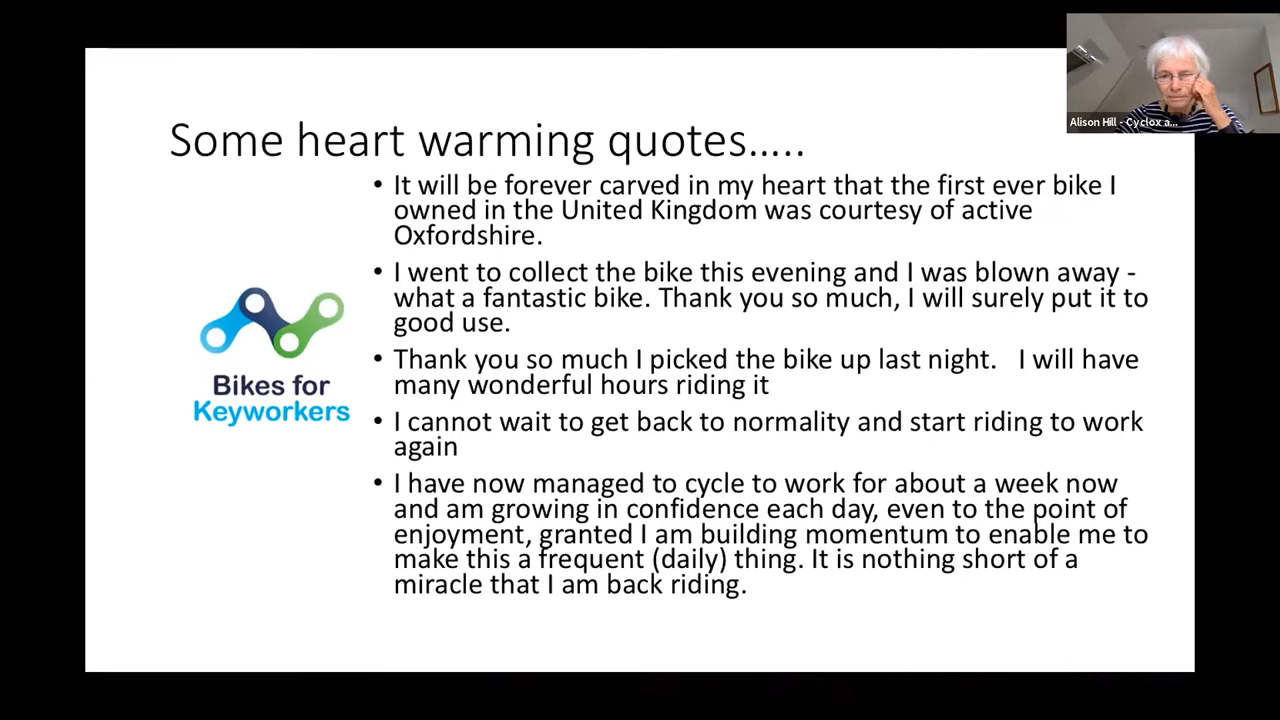 Some heart warming quotes…..
• It will be forever carved in my heart that the first ever bike I
owned in the United Kingdom was courtesy of active
Oxfordshire.
• I went to collect the bike this evening and I was blown away -
what a fantastic bike. Thank you so much, I will surely put it to
good use.
• Thank you so much I picked the bike up last night.   I will have
many wonderful hours riding it
• I cannot wait to get back to normality and start riding to work
again
• I have now managed to cycle to work for about a week now
and am growing in confidence each day, even to the point of
enjoyment, granted I am building momentum to enable me to
make this a frequent (daily) thing. It is nothing short of a
miracle that I am back riding.
Bikes for
Keyworkers
Alison Hill - Cyclox a...